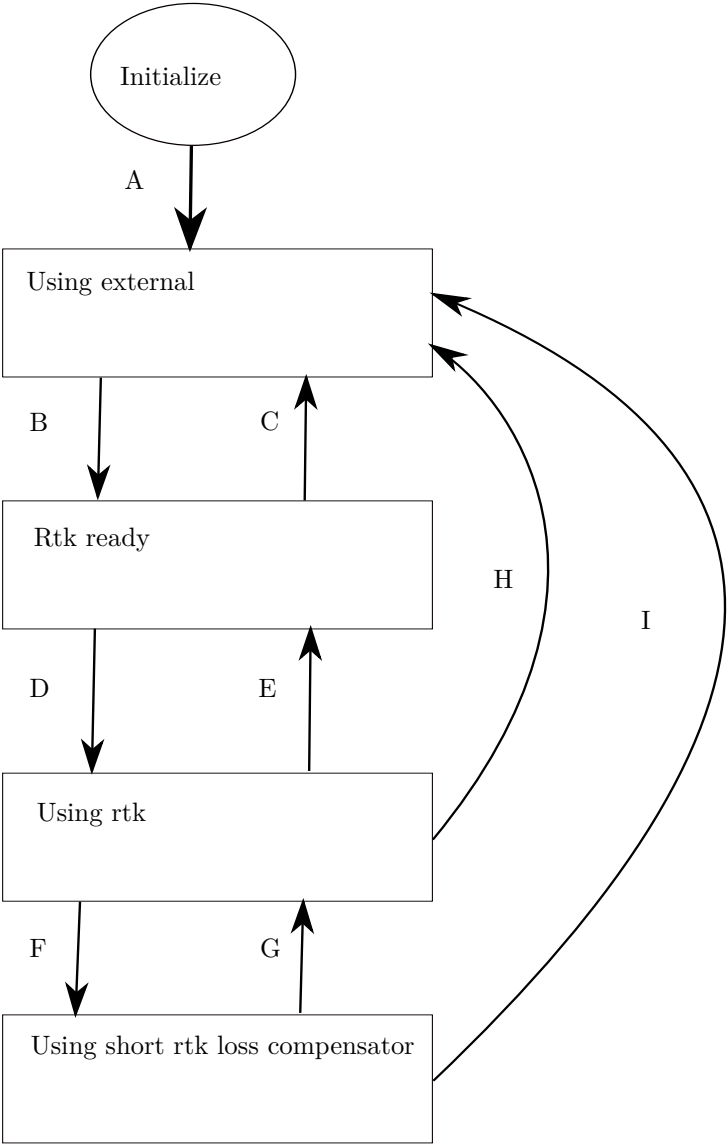 Initialize
A
Using external
B
C
Rtk ready
H
I
D
E
Using rtk
F
G
Using short rtk loss compensator